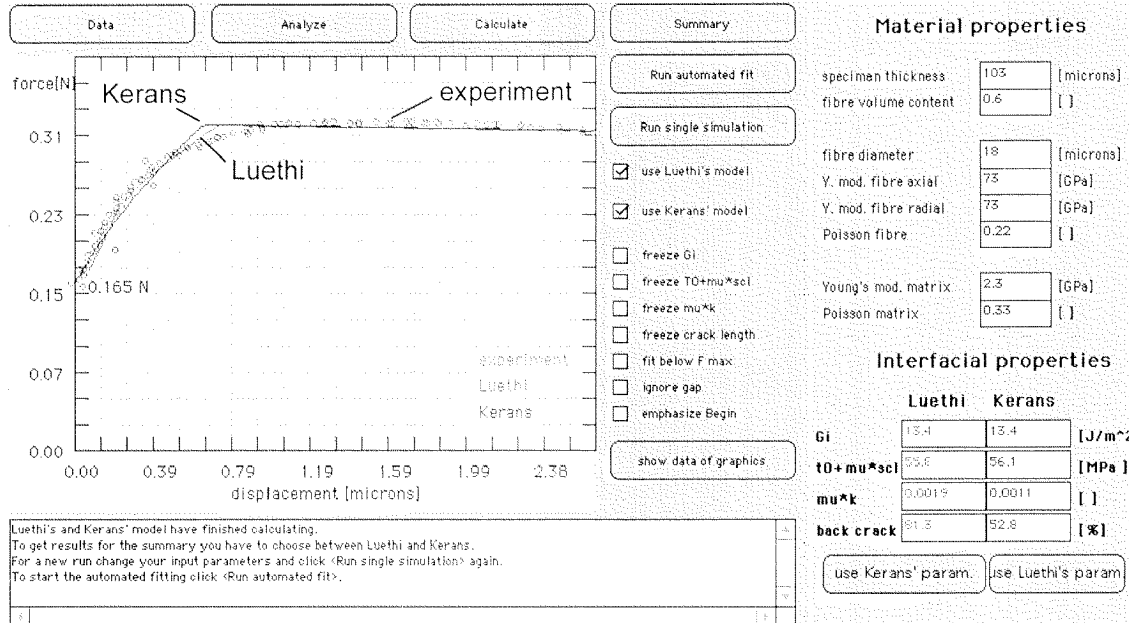 Data
Analyze
Calculate
Summary
force[N]
0.31
0.23
0.15
0.07
0.00
Kerans
experiment
Luethi
0.165 N
experiment
Luethi
Kerans
0.00 0.39 0.79 1.19 1.59 1.99 2.38
displacement [microns]
Luethi's and Kerans' model have finished calculating.
To get results for the summary you have to choose between Luethi and Kerans.
For a new run change your input parameters and click <Run single simulation> again.
To start the automated fitting click <Run automated fit>.
Run automated fit
Run single simulation
use Luethi's model
use Kerans' model
freeze Gi
freeze T0+mu*scl
freeze mu*k
freeze crack length
fit below F max
ignore gap
emphasize Begin
show data of graphics
Material properties
specimen thickness 103 [microns]
fibre volume content 0.6 [ ]
fibre diameter 18 [microns]
Y. mod. fibre axial 73 [GPa]
Y. mod. fibre radial 73 [GPa]
Poisson fibre 0.22 [ ]
Young's mod. matrix 2.3 [GPa]
Poisson matrix 0.33 [ ]
Interfacial properties
Luethi Kerans
Gi 13.4 13.4 [J/m^2
t0+mu*scl 56.1 [MPa ]
mu*k 0.0019 0.0011 [ ]
back crack 52.8 [%]
use Kerans' param.
use Luethi's param.